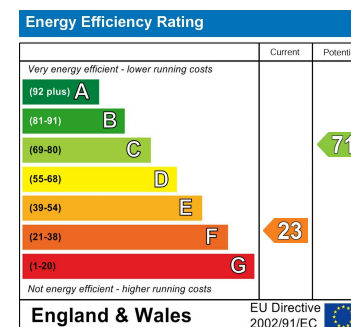 Energy Efficiency Rating
Current
Very energy efficient - lower running costs
(92 plus) A
(81-91) B
(69-80) C
71
(55-68) D
(39-54) E
(21-38) F
23
(1-20) G
Not energy efficient - higher running costs
England & Wales
EU Directive
2002/91/EC